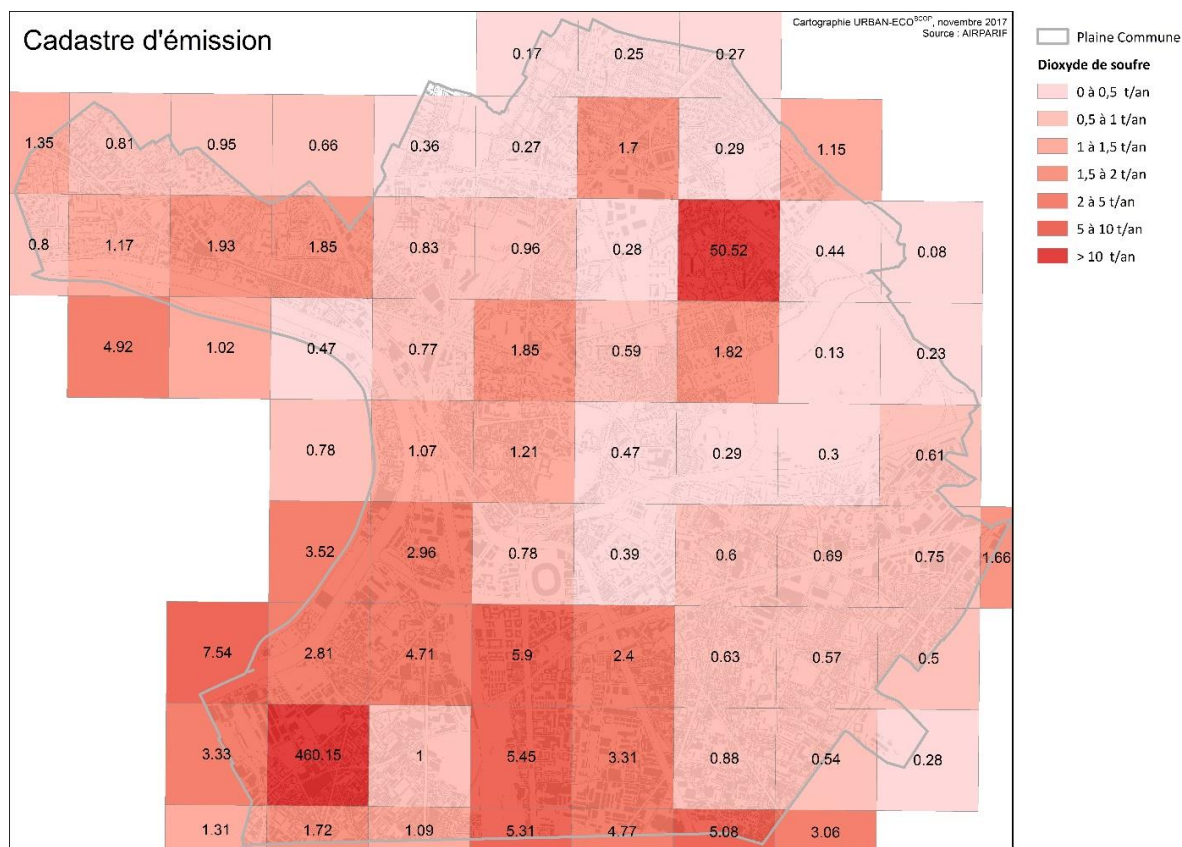 Cadastre d'émission
Cartographie URBAN-ECO SCOP, novembre 2017
Source : AIRPARIF
0.17 0.25 0.27
1.35 0.81 0.95 0.66 0.36 0.27 1.7 0.29 1.15
0.8 1.17 1.93 1.85 0.83 0.96 0.28 50.52 0.44 0.08
4.92 1.02 0.47 0.77 1.85 0.59 1.82 0.13 0.23
0.78 1.07 1.21 0.47 0.29 0.3 0.61
3.52 2.96 0.78 0.39 0.6 0.69 0.75 1.66
7.54 2.81 4.71 5.9 2.4 0.63 0.57 0.5
3.33 460.15 1 5.45 3.31 0.88 0.54 0.28
1.31 1.72 1.09 5.31 4.77 5.08 3.06
Plaine Commune
Dioxyde de soufre
0 à 0,5 t/an
0,5 à 1 t/an
1 à 1,5 t/an
1,5 à 2 t/an
2 à 5 t/an
5 à 10 t/an
> 10 t/an